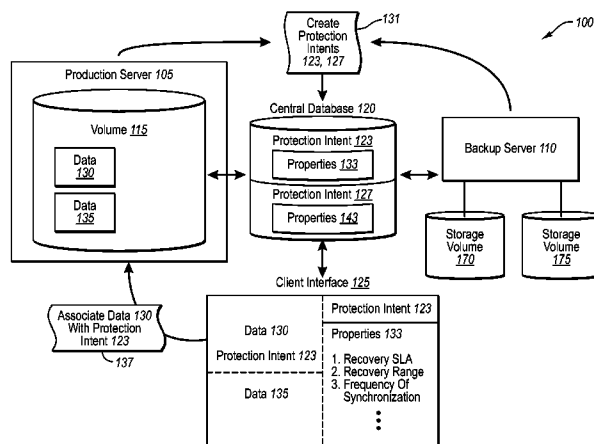 Create
Protection
Intents
123, 127
131
100
Production Server 105
Volume 115
Data
130
Data
135
Central Database 120
Protection Intent 123
Properties 133
Protection Intent 127
Properties 143
Backup Server 110
Storage
Volume
170
Storage
Volume
175
Client Interface 125
Associate Data 130
With Protection
Intent 123
137
Data 130
Protection Intent 123
Data 135
Protection Intent 123
Properties 133
1. Recovery SLA
2. Recovery Range
3. Frequency Of
Synchronization